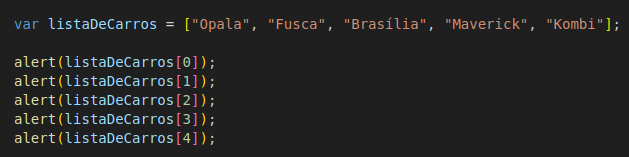 var listaDeCarros = ["Opala", "Fusca", "Brasília", "Maverick", "Kombi"];
alert(listaDeCarros[0]);
alert(listaDeCarros[1]);
alert(listaDeCarros[2]);
alert(listaDeCarros[3]);
alert(listaDeCarros[4]);